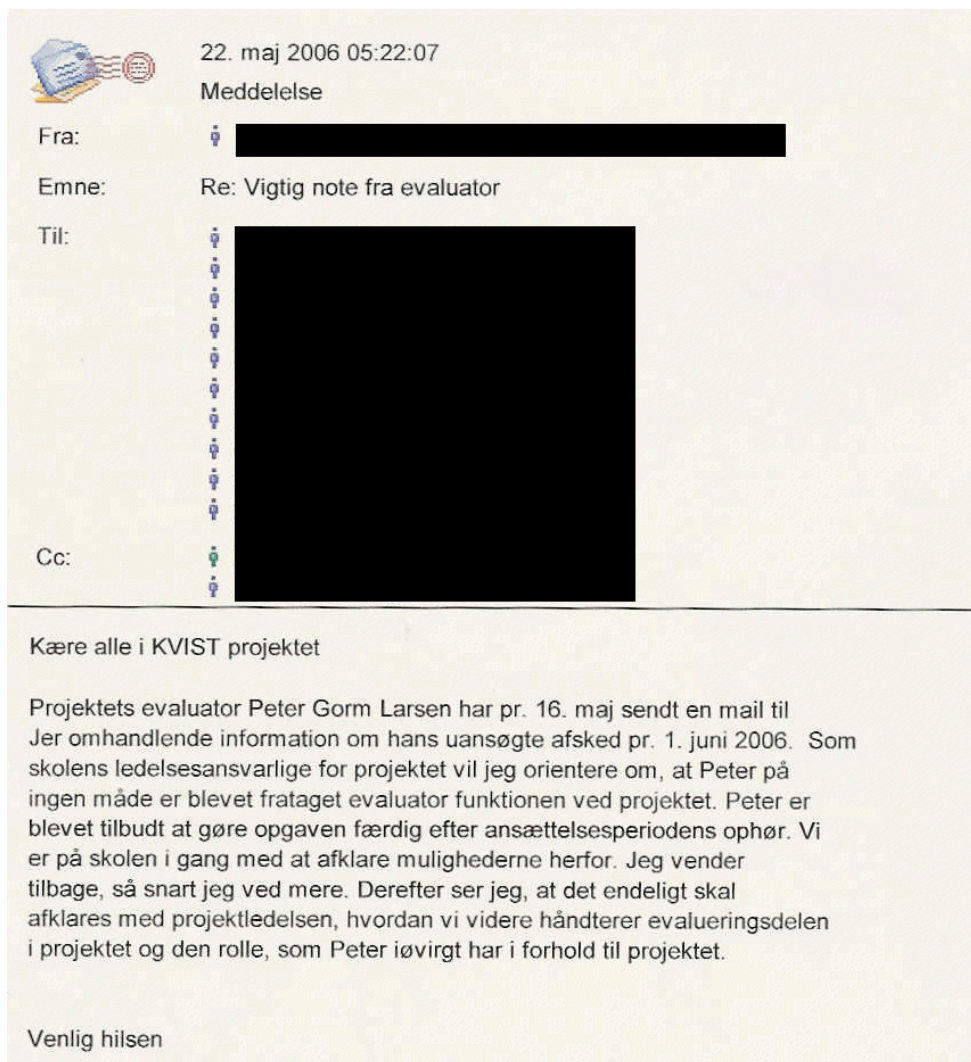 22. maj 2006 05:22:07
Meddelelse
Fra:
Emne: Re: Vigtig note fra evaluator
Til:
Cc:
Kære alle i KVIST projektet
Projektets evaluator Peter Gorm Larsen har pr. 16. maj sendt en mail til
Jer omhandlende information om hans uansøgte afsked pr. 1. juni 2006.  Som
skolens ledelsesansvarlige for projektet vil jeg orientere om, at Peter på
ingen måde er blevet frataget evaluator funktionen ved projektet. Peter er
blevet tilbudt at gøre opgaven færdig efter ansættelsesperiodens ophør. Vi
er på skolen i gang med at afklare mulighederne herfor. Jeg vender
tilbage, så snart jeg ved mere. Derefter ser jeg, at det endeligt skal
afklares med projektledelsen, hvordan vi videre håndterer evalueringsdelen
i projektet og den rolle, som Peter iøvirgt har i forhold til projektet.
Venlig hilsen